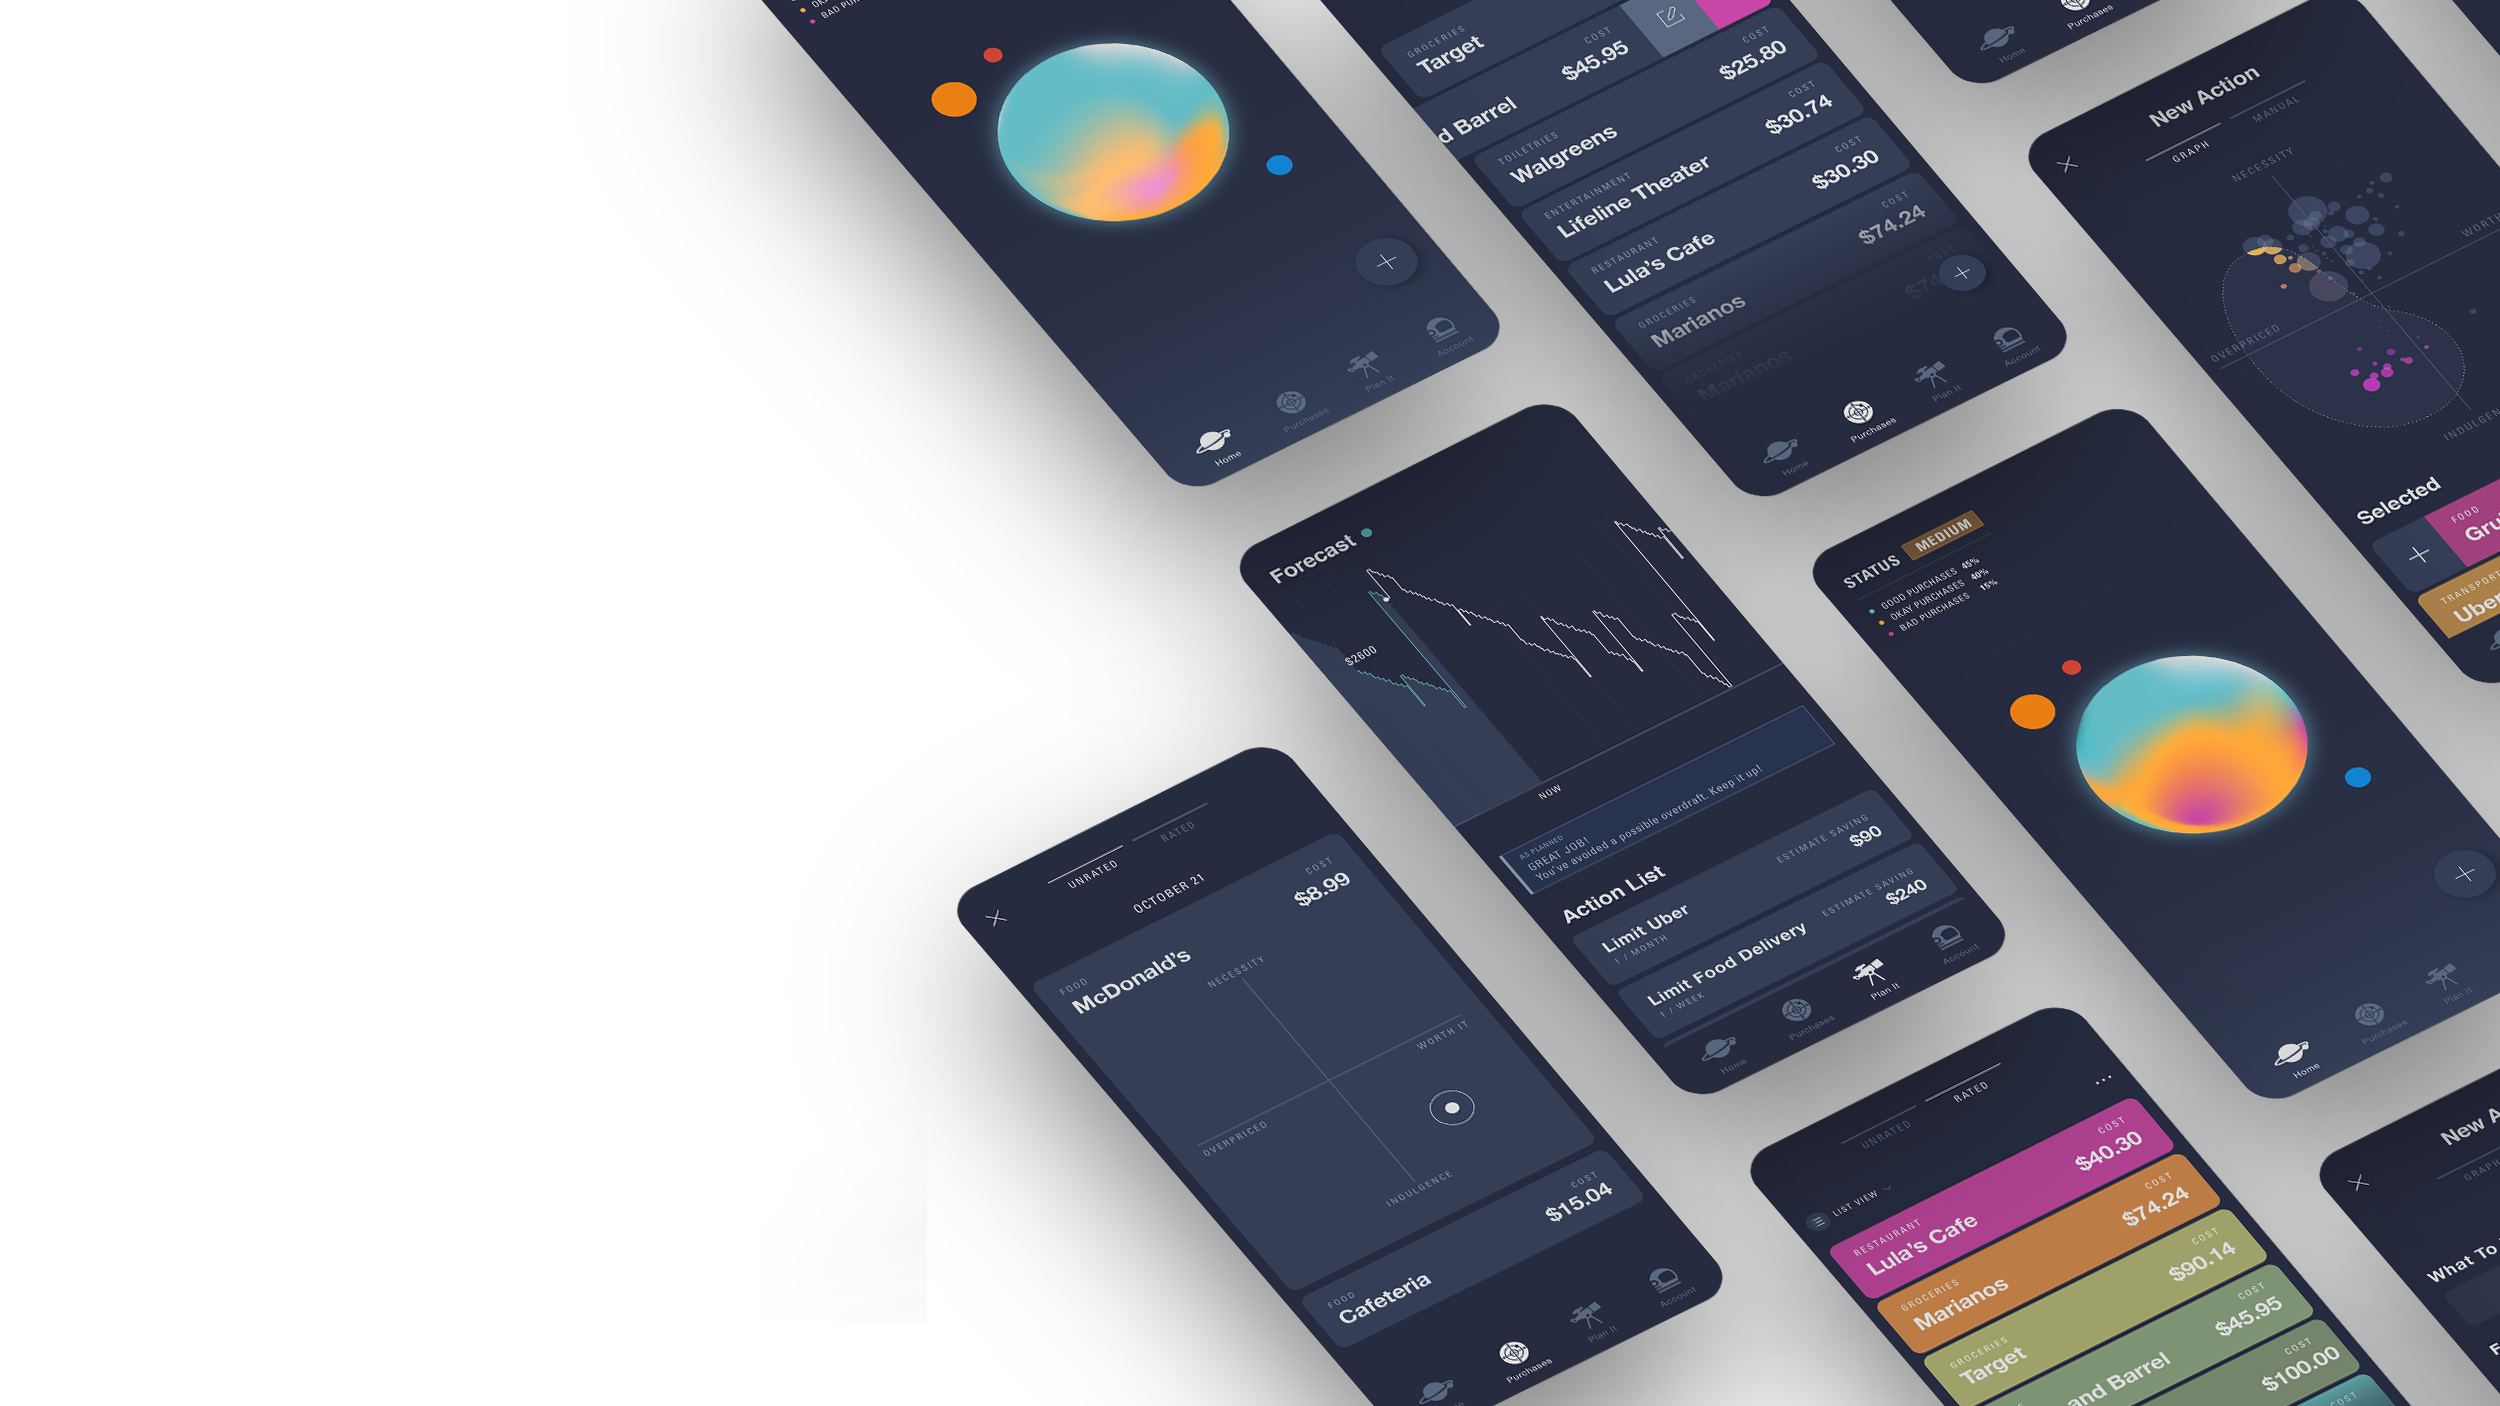 BAD PUR
Home
Purchases
Plan It
Account
GROCERIES
Target
COST
$45.95
d Barrel
COST
$25.80
TOILETRIES
Walgreens
COST
$30.74
ENTERTAINMENT
Lifeline Theater
COST
$30.30
RESTAURANT
Lula's Cafe
COST
$74.24
GROCERIES
Marianos
GROCERIES
Marianos
COST
$74
Home
Purchases
Plan It
Account
Home
Purchases
New Action
GRAPH
MANUAL
NECESSITY
WORTH
OVERPRICED
INDULGEN
Selected
FOOD
Gru
TRANSPORT
Uber
Forecast
$2600
NOW
AS PLANNED
GREAT JOB!
You've avoided a possible overdraft. Keep it up!
Action List
Limit Uber
1 / MONTH
ESTIMATE SAVING
$90
Limit Food Delivery
1 / WEEK
ESTIMATE SAVING
$240
Home
Purchases
Plan It
Account
STATUS MEDIUM
GOOD PURCHASES 45%
OKAY PURCHASES 40%
BAD PURCHASES 15%
Home
Purchases
Plan It
UNRATED
RATED
OCTOBER 21
FOOD
McDonald's
COST
$8.99
NECESSITY
WORTH IT
OVERPRICED
INDULGENCE
FOOD
Cafeteria
COST
$15.04
Purchases
Plan It
Account
UNRATED
RATED
...
LIST VIEW
RESTAURANT
Lula's Cafe
COST
$40.30
GROCERIES
Marianos
COST
$74.24
GROCERIES
Target
COST
$90.14
and Barrel
COST
$45.95
COST
$100.00
COST
New A
GRAPH
What To
F